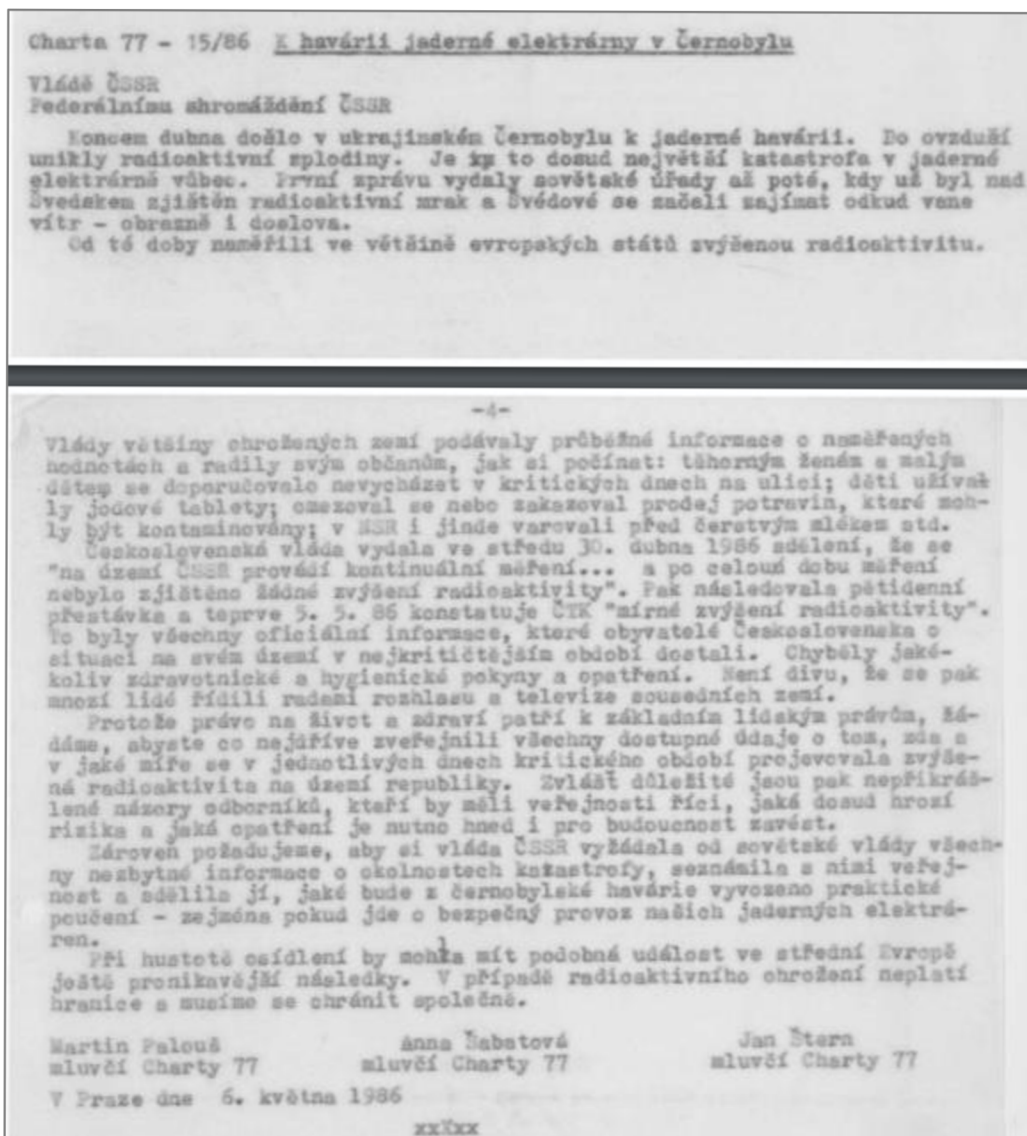 Charta 77 - 15/86 K havárii jaderné elektrárny v Černobylu
Vládě ČSSR
Federálnímu shromáždění ČSSR
Koncem dubna došlo v ukrajinském Černobylu k jaderné havárii. Do ovzduší
unikly radioaktivní zplodiny. Je to dosud největší katastrofa v jaderné
elektrárně vůbec. První zprávu vydaly sovětské úřady až poté, kdy už byl nad
Švedskem zjištěn radioaktivní mrak a Švédové se začali zajímat odkud vane
vítr - obrazně i doslova.
Od té doby naměřili ve většině evropských států zvýšenou radioaktivitu.
-4-
Vlády většiny ohrožených zemí podávaly průběžné informace o naměřených
hodnotách a radily svým občanům, jak si počínat: těhorným ženám a malým
dětem se doporučovalo nevycházet v kritických dnech na ulici; děti užíval
ly jodové tablety; omezoval se nebo zakazoval prodej potravin, které moh-
ly být kontaminovány; v NSR i jinde varovali před čerstvým mlékem atd.
Československá vláda vydala ve středu 30. dubna 1986 sdělení, že se
"na území ČSSR provádí kontinuální měření... a po celou dobu měření
nebylo zjištěno žádné zvýšení radioaktivity". Pak následovala pětidenní
přestávka a teprve 5. 5. 86 konstatuje ČTK "mírné zvýšení radioaktivity".
To byly všechny oficiální informace, které obyvatelé Československa o
situaci na svém území v nejkritičtějším období dostali. Chyběly jaké-
koliv zdravotnické a hygienické pokyny a opatření. Není divu, že se pak
mnozí lidé řídili radami rozhlasu a televize sousedních zemí.
Protože právo na život a zdraví patří k základním lidským právům, žá-
dáme, abyste co nejdříve zveřejnili všechny dostupné údaje o tom, zda a
v jaké míře se v jednotlivých dnech kritického období projevovala zvýše-
ná radioaktivita na území republiky. Zvlášť důležité jsou pak nepřikráš-
lené názory odborníků, kteří by měli veřejnosti říci, jaká dosud hrozí
rizika a jaká opatření je nutno hned i pro budoucnost zavést.
Zároveň požadujeme, aby si vláda ČSSR vyžádala od sovětské vlády všech-
ny nezbytné informace o okolnostech katastrofy, seznámila s nimi veřej-
nost a sdělila jí, jaké bude z černobylské havárie vyvozeno praktické
poučení - zejména pokud jde o bezpečný provoz našich jaderných elektrá-
ren.
Při hustotě osídlení by mohla mít podobná událost ve střední Evropě
ještě pronikavější následky. V případě radioaktivního ohrožení neplatí
hranice a musíme se chránit společně.
Martin Palouš Anna Šabatová Jan Štern
mluvčí Charty 77 mluvčí Charty 77 mluvčí Charty 77
V Praze dne 6. května 1986
xxXxx